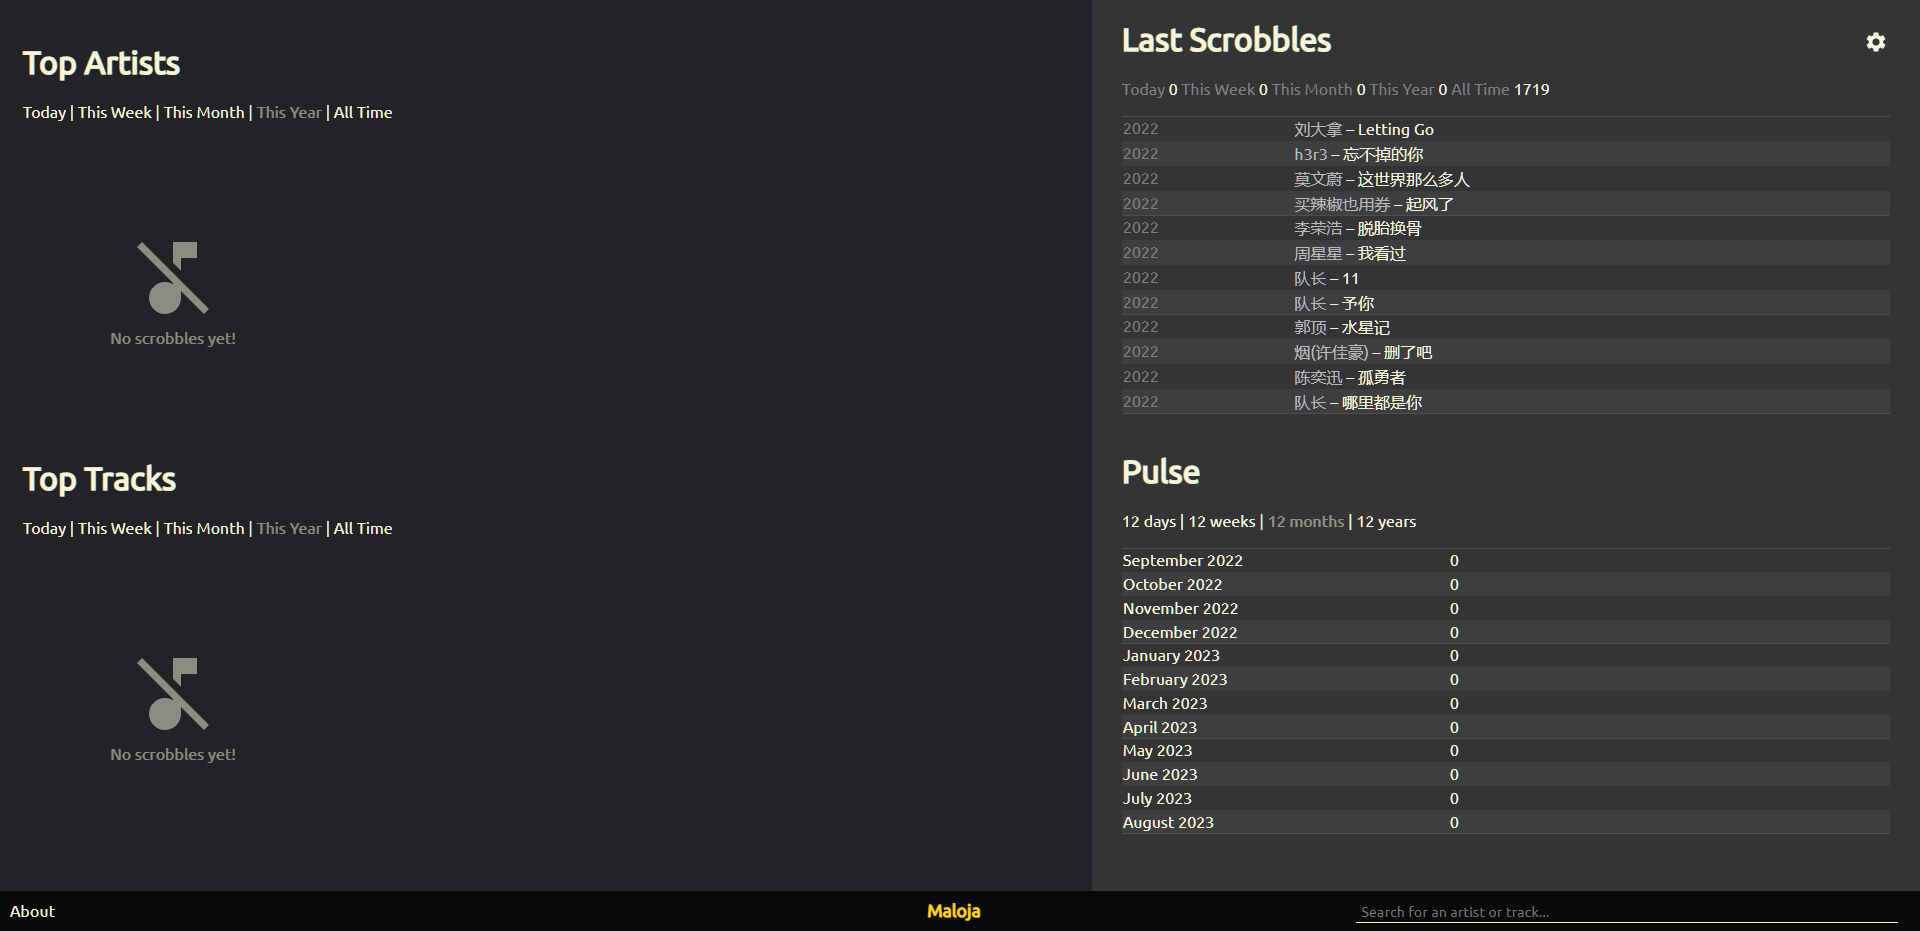 Top Artists
Today | This Week | This Month | This Year | All Time
No scrobbles yet!
Top Tracks
Today | This Week | This Month | This Year | All Time
No scrobbles yet!
Last Scrobbles
Today 0 This Week 0 This Month 0 This Year 0 All Time 1719
2022 刘大拿 – Letting Go
2022 h3r3 – 忘不掉的你
2022 莫文蔚 – 这世界那么多人
2022 买辣椒也用券 – 起风了
2022 李荣浩 – 脱胎换骨
2022 周星星 – 我看过
2022 队长 – 11
2022 队长 – 予你
2022 郭顶 – 水星记
2022 烟(许佳豪) – 删了吧
2022 陈奕迅 – 孤勇者
2022 队长 – 哪里都是你
Pulse
12 days | 12 weeks | 12 months | 12 years
September 2022 0
October 2022 0
November 2022 0
December 2022 0
January 2023 0
February 2023 0
March 2023 0
April 2023 0
May 2023 0
June 2023 0
July 2023 0
August 2023 0
About
Maloja
Search for an artist or track...